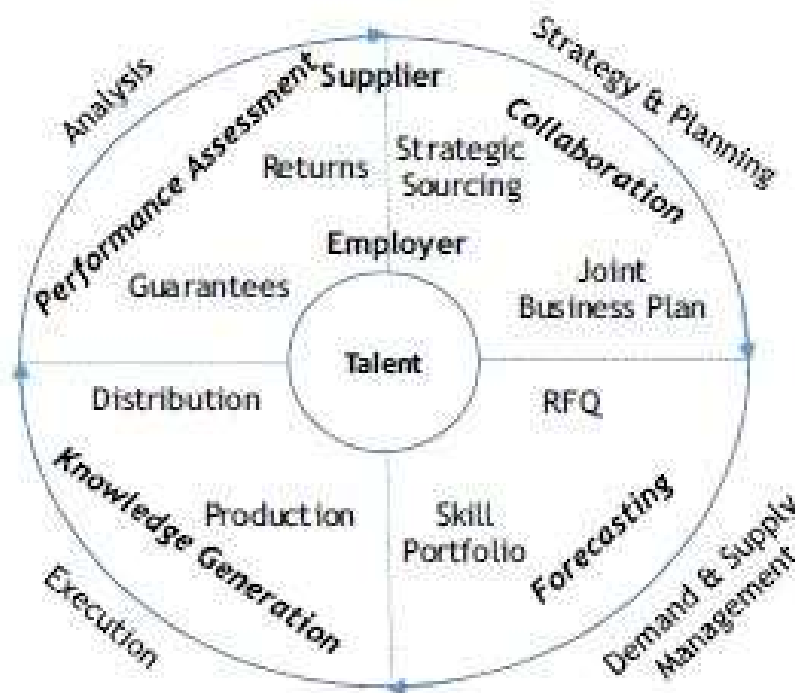 Strategy & Planning
Analysis
Supplier
Collaboration
Performance Assessment
Returns
Strategic
Sourcing
Employer
Guarantees
Joint
Business Plan
Talent
Distribution
RFQ
Knowledge Generation
Production
Skill
Portfolio
Forecasting
Execution
Demand & Supply
Management